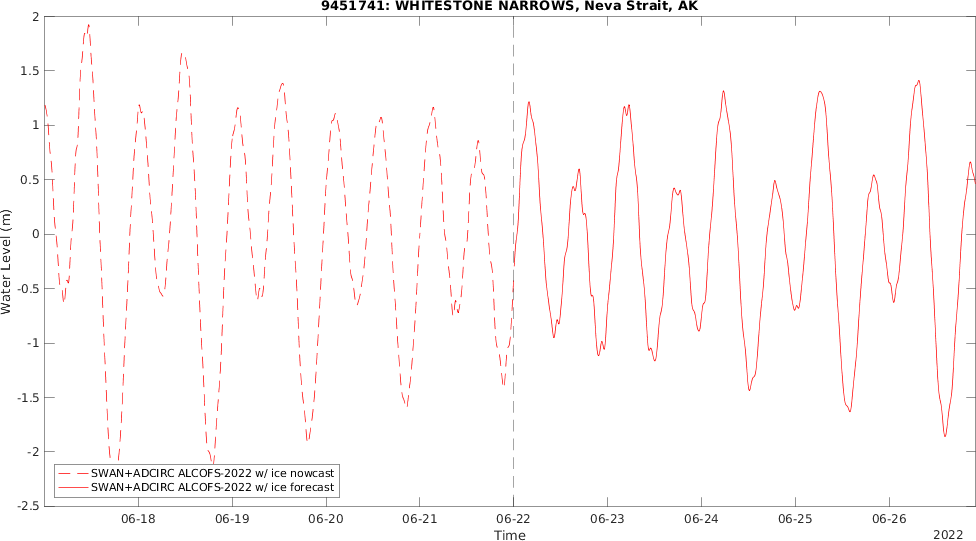 9451741: WHITESTONE NARROWS, Neva Strait, AK
Water Level (m)
2
1.5
1
0.5
0
-0.5
-1
-1.5
-2
-2.5
SWAN+ADCIRC ALCOFS-2022 w/ ice nowcast
SWAN+ADCIRC ALCOFS-2022 w/ ice forecast
06-18 06-19 06-20 06-21 06-22 06-23 06-24 06-25 06-26
Time
2022